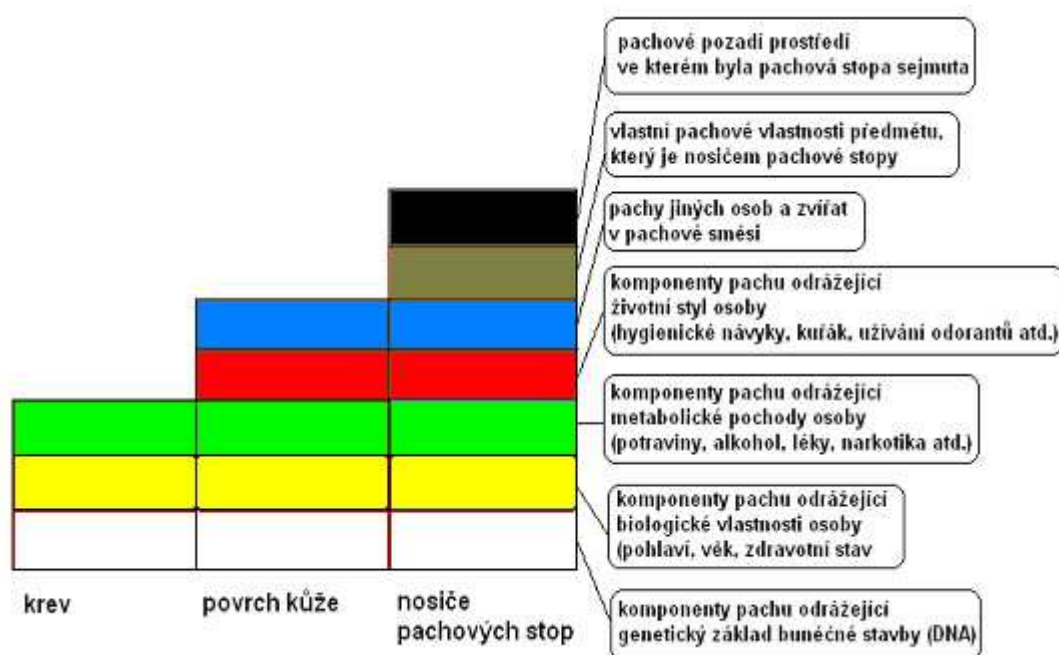 pachové pozadí prostředí
ve kterém byla pachová stopa sejmuta
vlastní pachové vlastnosti předmětu,
který je nosičem pachové stopy
pachy jiných osob a zvířat
v pachové směsi
komponenty pachu odrážející
životní styl osoby
(hygienické návyky, kuřák, užívání odorantů atd.)
komponenty pachu odrážející
metabolické pochody osoby
(potraviny, alkohol, léky, narkotika atd.)
komponenty pachu odrážející
biologické vlastnosti osoby
(pohlaví, věk, zdravotní stav
komponenty pachu odrážející
genetický základ buněčné stavby (DNA)
krev
povrch kůže
nosiče
pachových stop